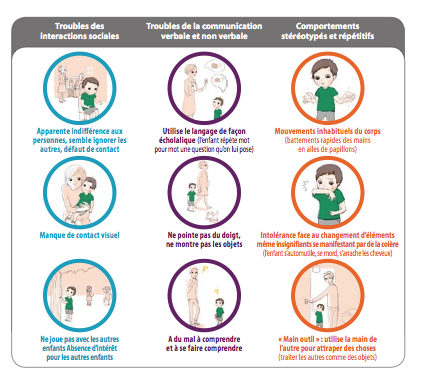 Troubles des
interactions sociales
Troubles de la communication
verbale et non verbale
Comportements
stéréotypés et répétitifs
Apparente indifférence aux
personnes, semble ignorer les
autres, défaut de contact
Utilise le langage de façon
écholalique (l'enfant répète mot
pour mot une question qu'on lui pose)
Mouvements inhabituels du corps
(battements rapides des mains
en ailes de papillons)
Manque de contact visuel
Ne pointe pas du doigt,
ne montre pas les objets
Intolérance face au changement d'éléments
même insignifiants se manifestant par de la colère
(l'enfant s'automutile, se mord, s'arrache les cheveux)
Ne joue pas avec les autres
enfants Absence d'intérêt
pour les autres enfants
A du mal à comprendre
et à se faire comprendre
« Main outil » : utilise la main de
l'autre pour attraper des choses
(traiter les autres comme des objets)